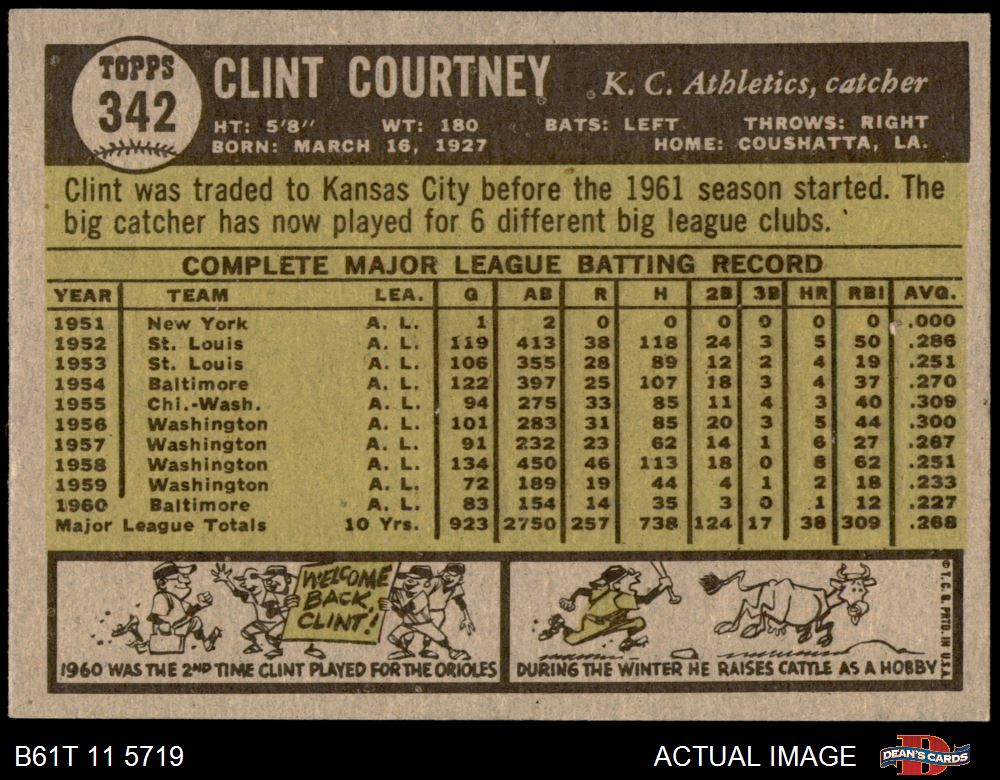 TOPPS
342
CLINT COURTNEY
K. C. Athletics, catcher
HT: 5'8" WT: 180 BATS: LEFT THROWS: RIGHT
BORN: MARCH 16, 1927 HOME: COUSHATTA, LA.
Clint was traded to Kansas City before the 1961 season started. The
big catcher has now played for 6 different big league clubs.
COMPLETE MAJOR LEAGUE BATTING RECORD
YEAR TEAM LEA. G AB R H 2B 3B HR RBI AVG.
1951 New York A. L. 1 2 0 0 0 0 0 0 .000
1952 St. Louis A. L. 119 413 38 118 24 3 5 50 .286
1953 St. Louis A. L. 106 355 28 89 12 2 4 19 .251
1954 Baltimore A. L. 122 397 25 107 18 3 4 37 .270
1955 Chi.-Wash. A. L. 94 275 33 85 11 4 3 40 .309
1956 Washington A. L. 101 283 31 85 20 3 5 44 .300
1957 Washington A. L. 91 232 23 62 14 1 6 27 .267
1958 Washington A. L. 134 450 46 113 18 0 8 62 .251
1959 Washington A. L. 72 189 19 44 4 1 2 18 .233
1960 Baltimore A. L. 83 154 14 35 3 0 1 12 .227
Major League Totals 10 Yrs. 923 2750 257 738 124 17 38 309 .268
WELCOME
BACK,
CLINT!
1960 WAS THE 2ND TIME CLINT PLAYED FOR THE ORIOLES
DURING THE WINTER HE RAISES CATTLE AS A HOBBY
© T. C. G. PRTD. IN U.S.A.
B61T 11 5719
ACTUAL IMAGE
D
DEAN'S CARDS